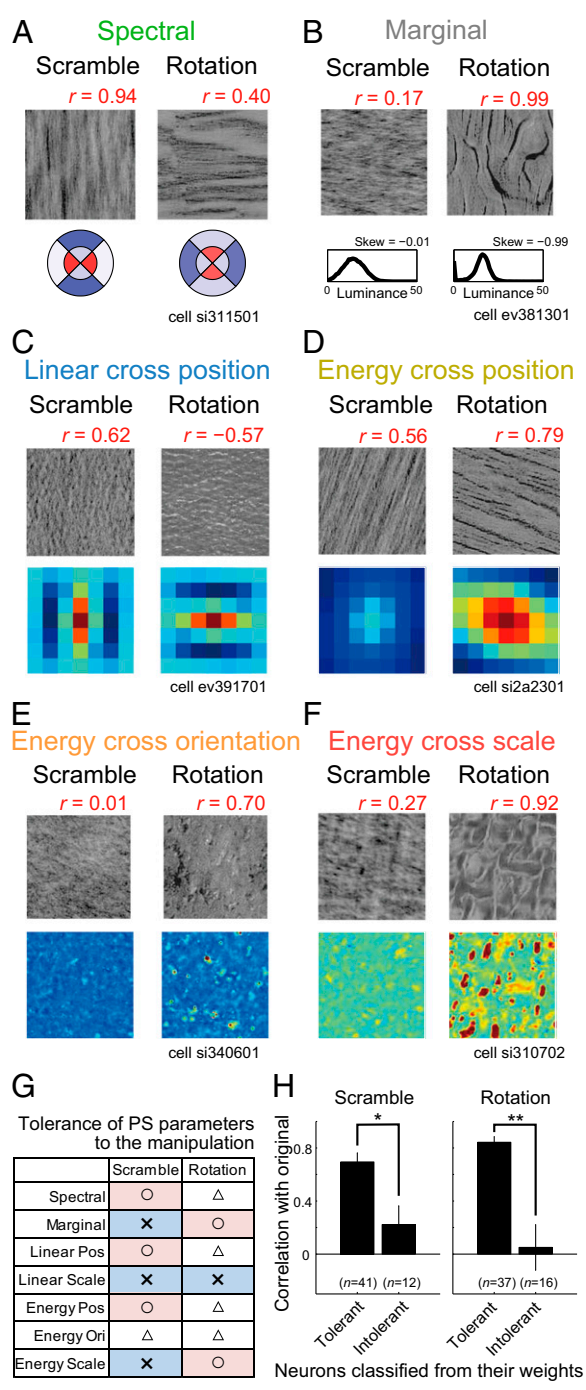 A Spectral
Scramble Rotation
r = 0.94 r = 0.40
cell si311501
B Marginal
Scramble Rotation
r = 0.17 r = 0.99
Skew = −0.01 Skew = −0.99
0 Luminance 50 0 Luminance 50
cell ev381301
C
Linear cross position
Scramble Rotation
r = 0.62 r = −0.57
cell ev391701
D
Energy cross position
Scramble Rotation
r = 0.56 r = 0.79
cell si2a2301
E
Energy cross orientation
Scramble Rotation
r = 0.01 r = 0.70
cell si340601
F
Energy cross scale
Scramble Rotation
r = 0.27 r = 0.92
cell si310702
G
Tolerance of PS parameters
to the manipulation
Scramble Rotation
Spectral ○ △
Marginal × ○
Linear Pos ○ △
Linear Scale × ×
Energy Pos ○ △
Energy Ori △ △
Energy Scale × ○
H
Scramble Rotation
* **
Correlation with original
0.8
0.4
0
(n=41) (n=12) (n=37) (n=16)
Tolerant Intolerant Tolerant Intolerant
Neurons classified from their weights